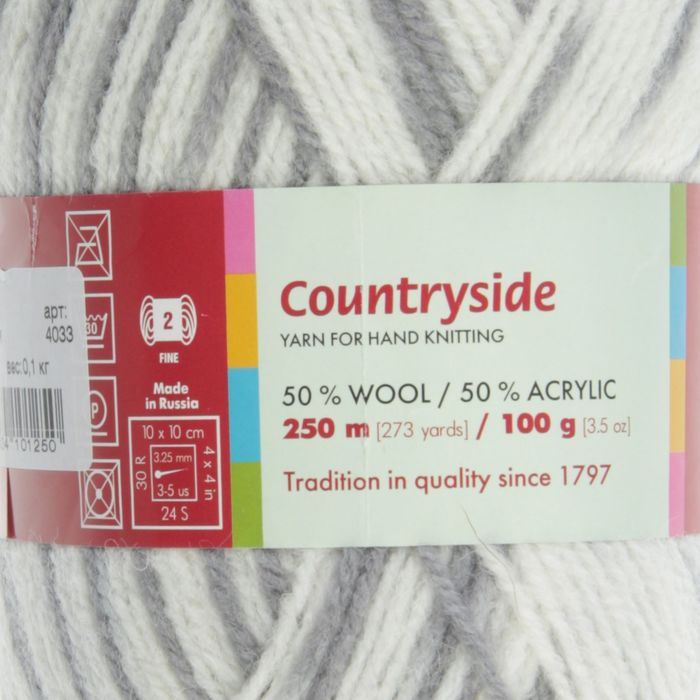 арт:
4033
вес:0,1 кг
101250
30
P
2
FINE
Made
in Russia
10 x 10 cm
30 R
3.25 mm
3-5 us
4 x 4 in
24 S
Countryside
YARN FOR HAND KNITTING
50 % WOOL / 50 % ACRYLIC
250 m [273 yards] / 100 g [3.5 oz]
Tradition in quality since 1797